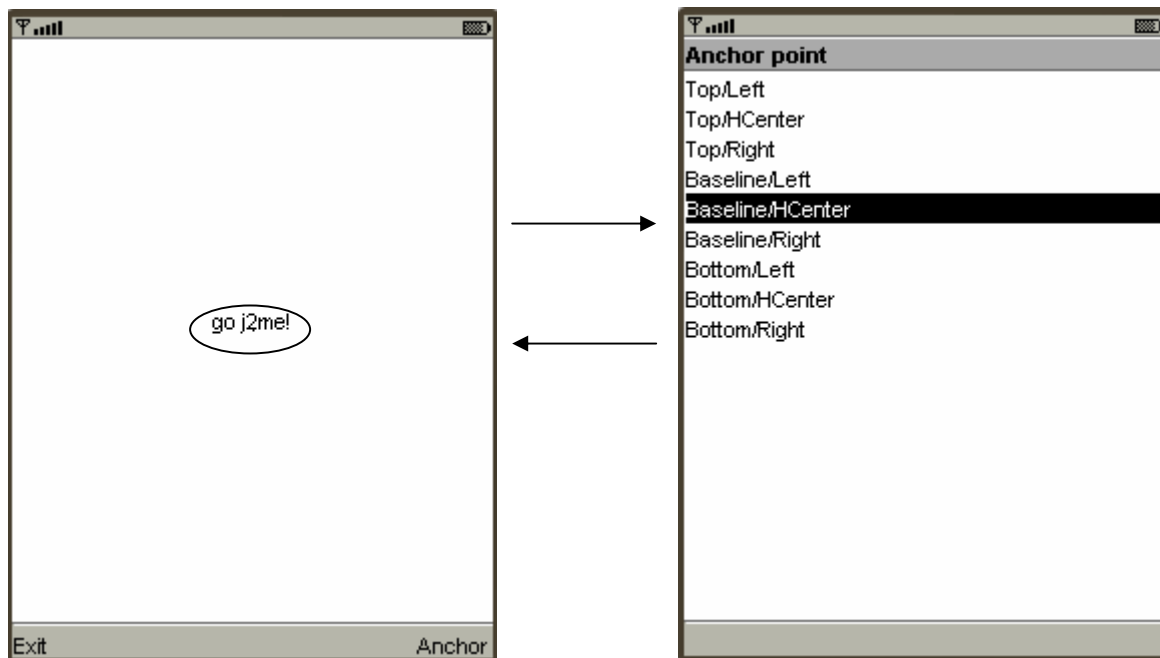 go j2me!
Exit
Anchor
Anchor point
Top/Left
Top/HCenter
Top/Right
Baseline/Left
Baseline/HCenter
Baseline/Right
Bottom/Left
Bottom/HCenter
Bottom/Right